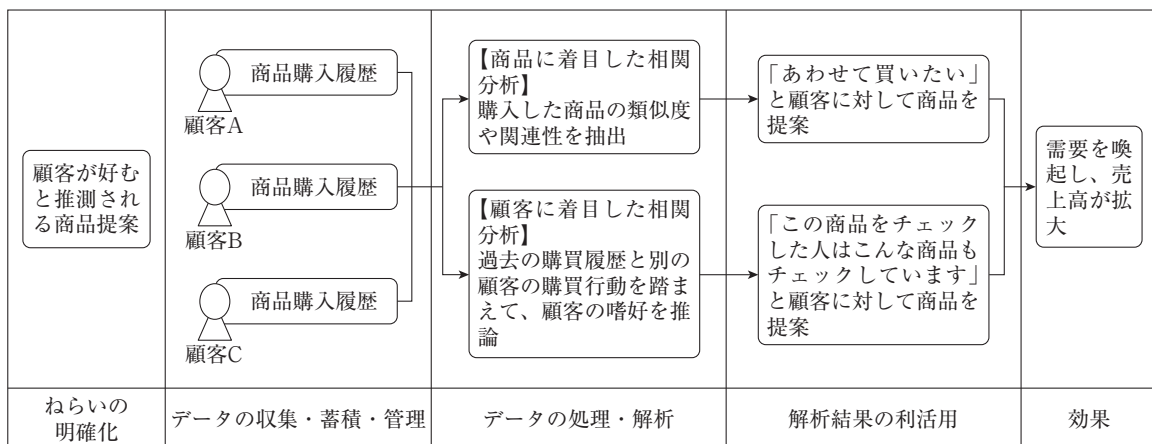 顧客が好む
と推測され
る商品提案
商品購入履歴
顧客A
商品購入履歴
顧客B
商品購入履歴
顧客C
【商品に着目した相関
分析】
購入した商品の類似度
や関連性を抽出
【顧客に着目した相関
分析】
過去の購買履歴と別の
顧客の購買行動を踏ま
えて、顧客の嗜好を推
論
「あわせて買いたい」
と顧客に対して商品を
提案
「この商品をチェック
した人はこんな商品も
チェックしています」
と顧客に対して商品を
提案
需要を喚
起し、売
上高が拡
大
ねらいの
明確化
データの収集・蓄積・管理
データの処理・解析
解析結果の利活用
効果